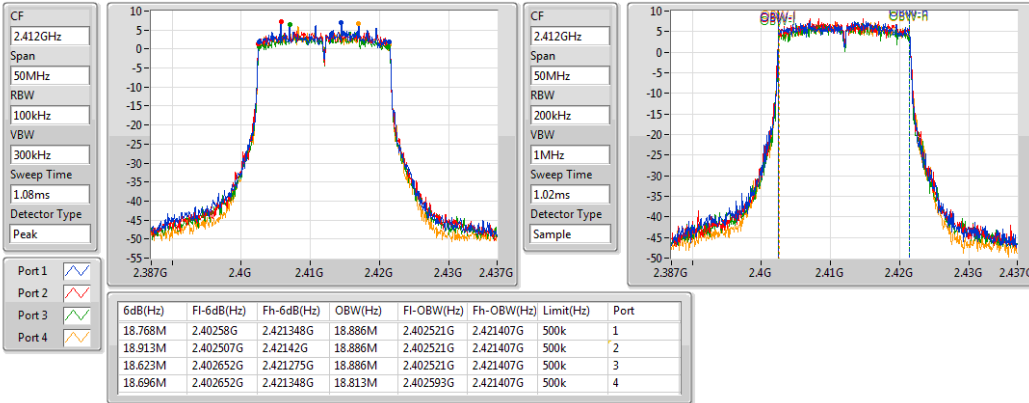 CF
2.412GHz
Span
50MHz
RBW
100kHz
VBW
300kHz
Sweep Time
1.08ms
Detector Type
Peak
10
5
0
-5
-10
-15
-20
-25
-30
-35
-40
-45
-50
-55
2.387G 2.4G 2.41G 2.42G 2.43G 2.437G
CF
2.412GHz
Span
50MHz
RBW
200kHz
VBW
1MHz
Sweep Time
1.02ms
Detector Type
Sample
OBW-l OBW-h
10
5
0
-5
-10
-15
-20
-25
-30
-35
-40
-45
-50
2.387G 2.4G 2.41G 2.42G 2.43G 2.437G
Port 1
Port 2
Port 3
Port 4
6dB(Hz) Fl-6dB(Hz) Fh-6dB(Hz) OBW(Hz) Fl-OBW(Hz) Fh-OBW(Hz) Limit(Hz) Port
18.768M 2.40258G 2.421348G 18.886M 2.402521G 2.421407G 500k 1
18.913M 2.402507G 2.42142G 18.886M 2.402521G 2.421407G 500k 2
18.623M 2.402652G 2.421275G 18.886M 2.402521G 2.421407G 500k 3
18.696M 2.402652G 2.421348G 18.813M 2.402593G 2.421407G 500k 4